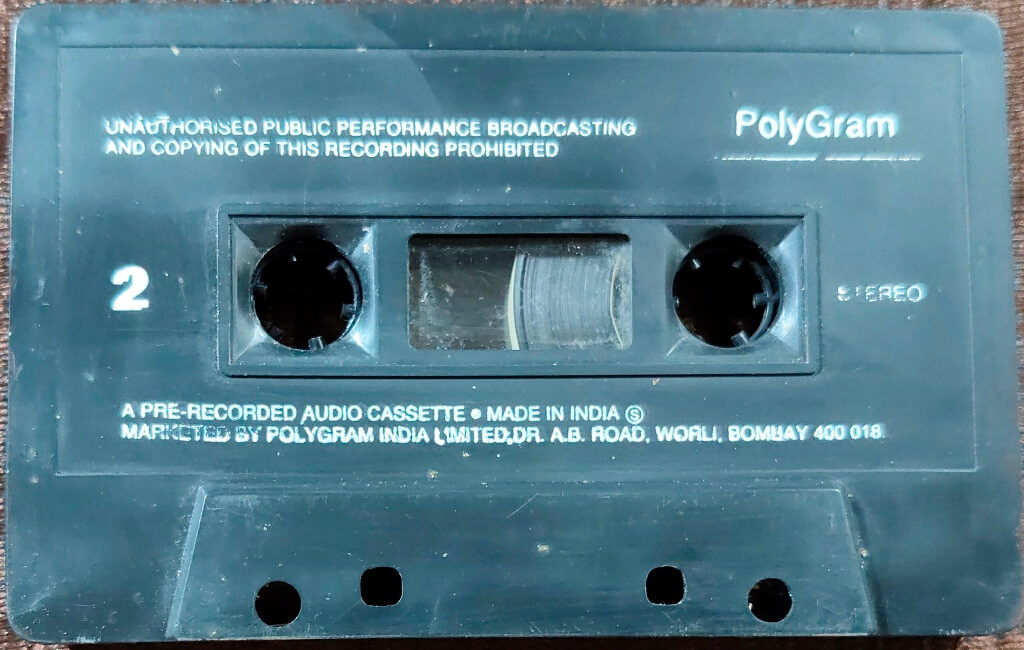 UNAUTHORISED PUBLIC PERFORMANCE BROADCASTING
AND COPYING OF THIS RECORDING PROHIBITED
PolyGram
2
STEREO
A PRE-RECORDED AUDIO CASSETTE • MADE IN INDIA Ⓢ
MARKETED BY POLYGRAM INDIA LIMITED,DR. A.B. ROAD, WORLI, BOMBAY 400 018.